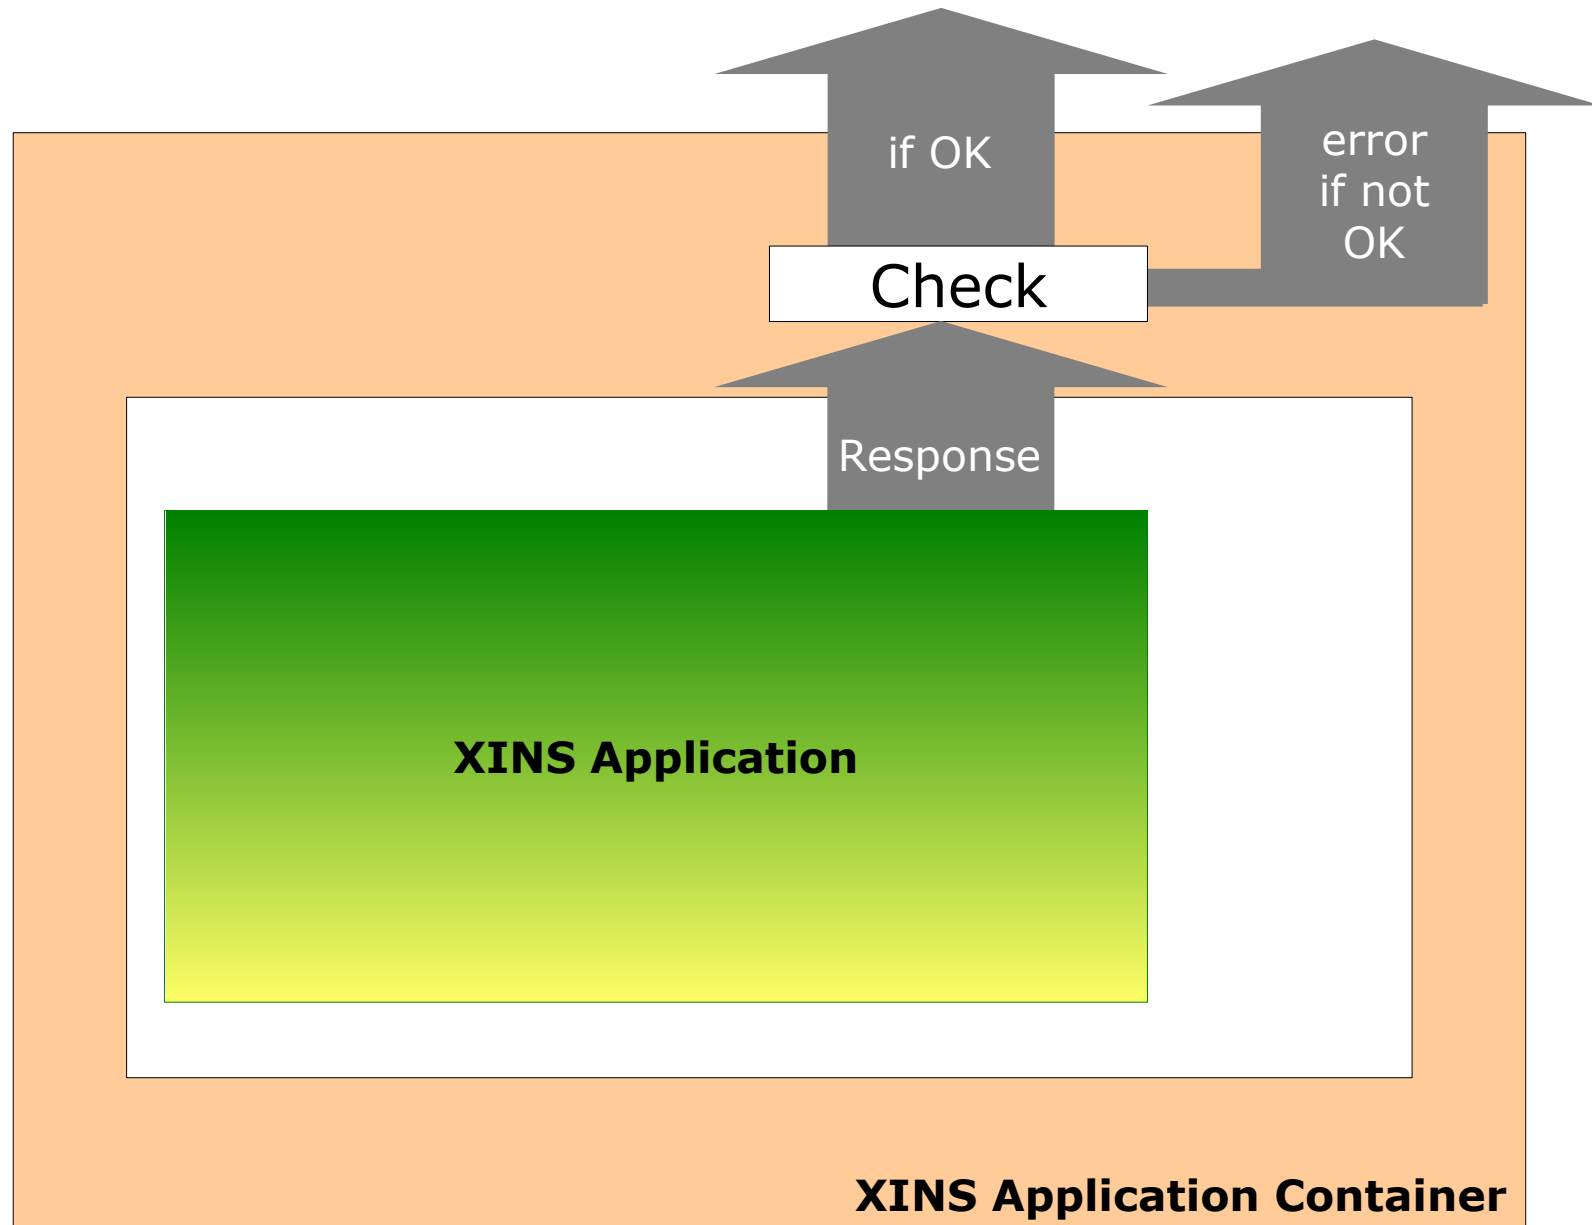 if OK
error
if not
OK
Check
Response
XINS Application
XINS Application Container